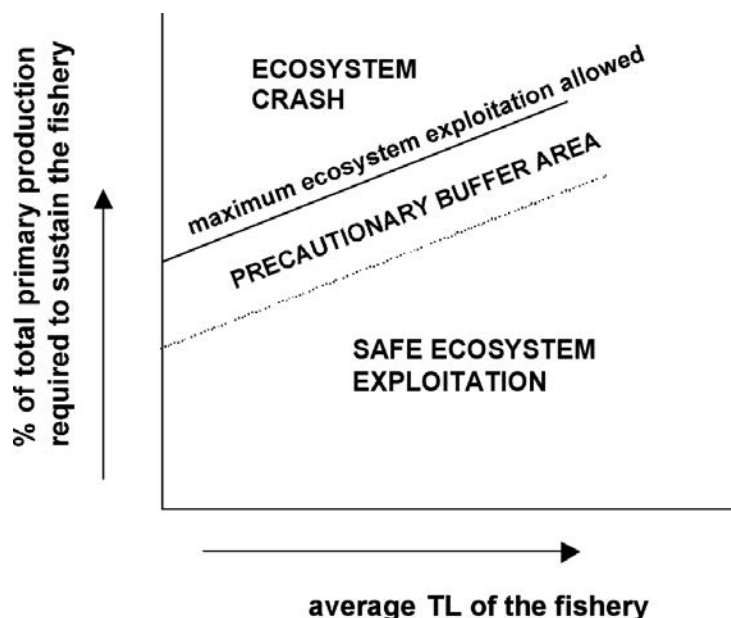 % of total primary production
required to sustain the fishery
ECOSYSTEM
CRASH
maximum ecosystem exploitation allowed
PRECAUTIONARY BUFFER AREA
SAFE ECOSYSTEM
EXPLOITATION
average TL of the fishery